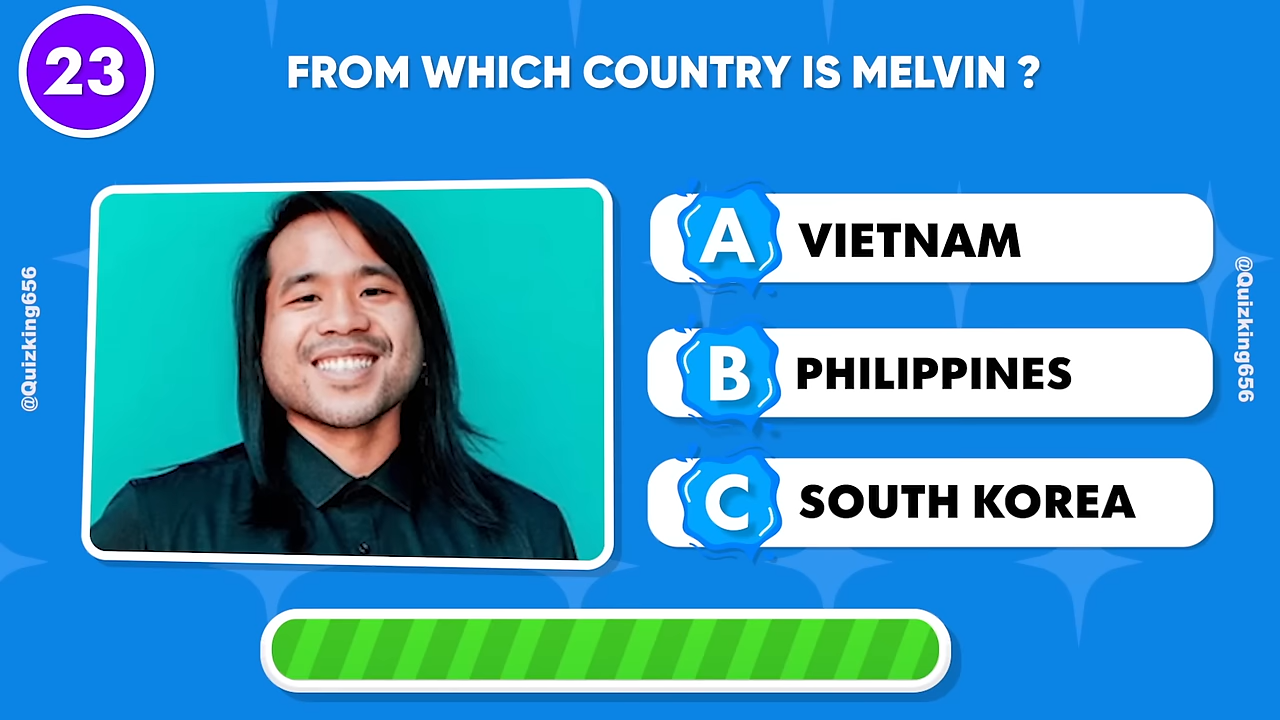 23
FROM WHICH COUNTRY IS MELVIN ?
@Quizking656
A VIETNAM
B PHILIPPINES
C SOUTH KOREA
@Quizking656